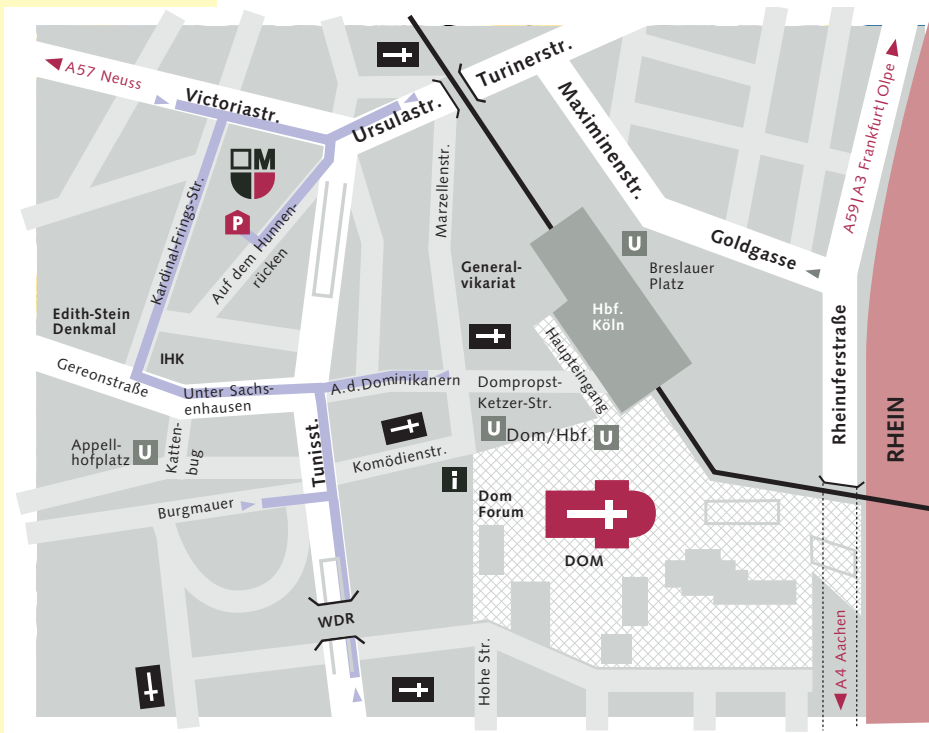 A57 Neuss
Victoriastr.
Ursulastr.
Turinerstr.
Maximinenstr.
A59|A3 Frankfurt|Olpe
M
P
Kardinal-Frings-Str.
Auf dem Hunnen-
rücken
Marzellenstr.
General-
vikariat
U
Breslauer
Platz
Goldgasse
Hbf.
Köln
Haupteingang
Edith-Stein
Denkmal
IHK
Gereonstraße
Unter Sachs-
enhausen
A.d.Dominikanern
Dompropst-
Ketzer-Str.
U
Dom/Hbf.
U
Rheinuferstraße
RHEIN
Appell-
hofplatz
U
Katten-
bug
Tunisst.
Komödienstr.
i
Dom
Forum
Burgmauer
DOM
WDR
Hohe Str.
A4 Aachen